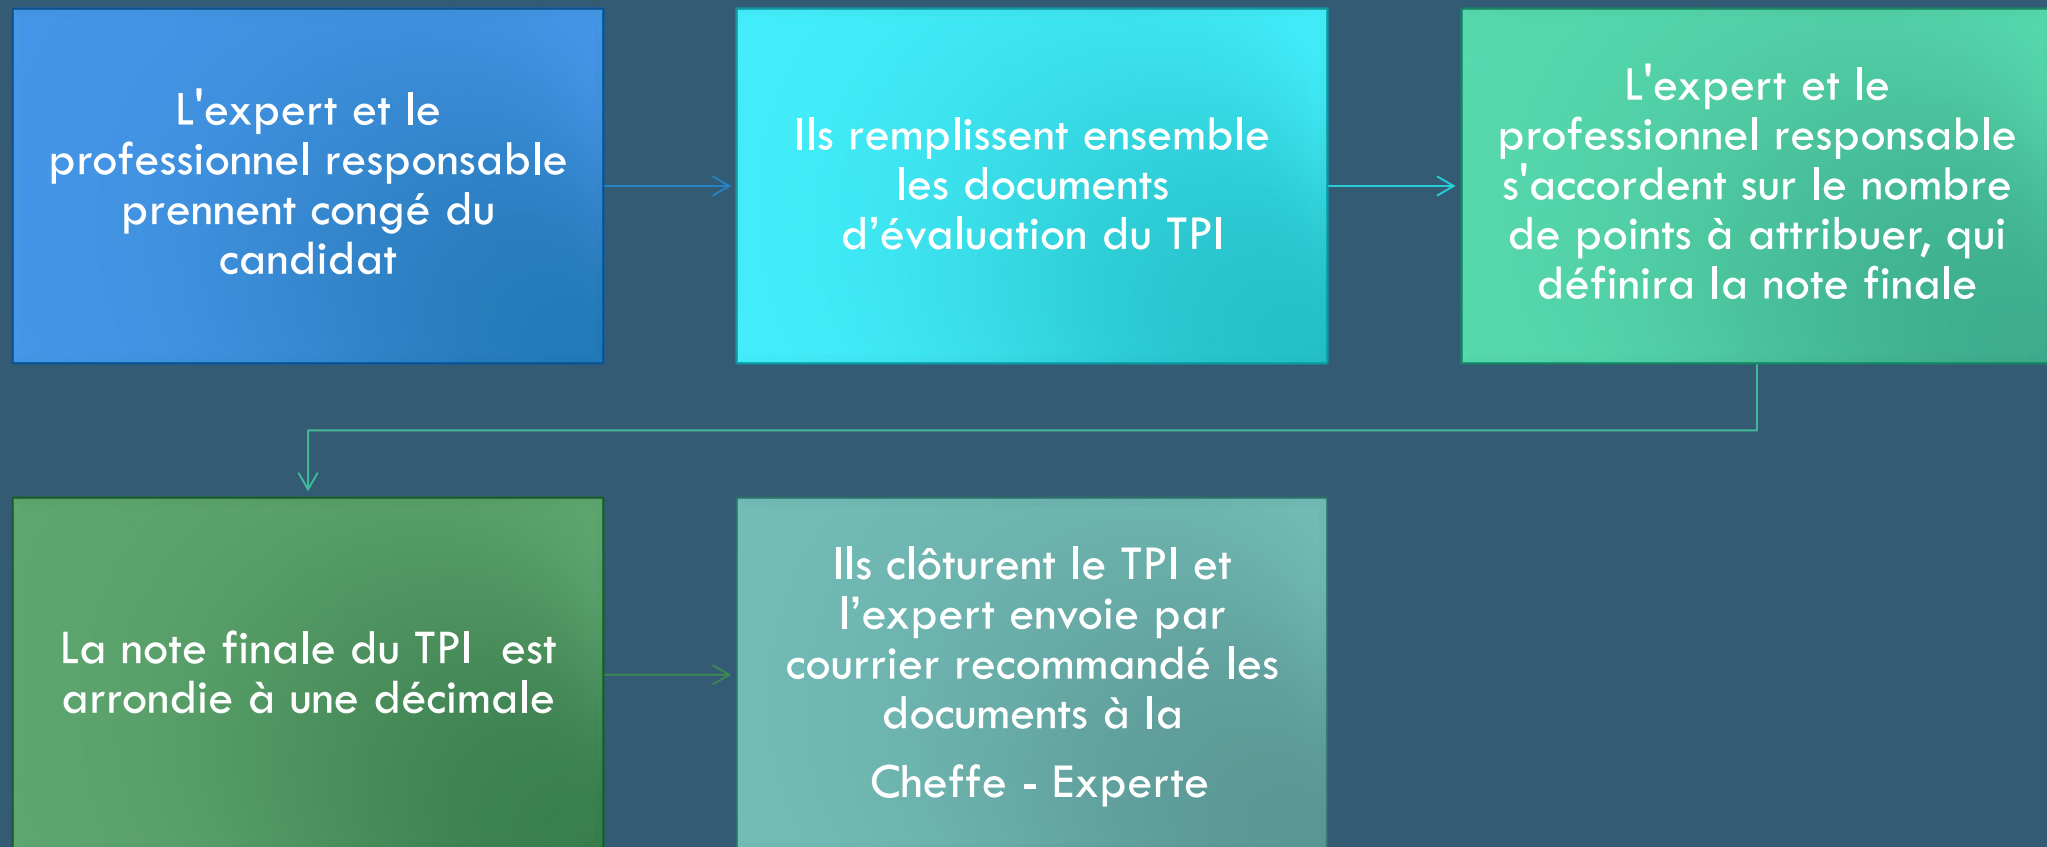 L'expert et le
professionnel responsable
prennent congé du
candidat
Ils remplissent ensemble
les documents
d’évaluation du TPI
L'expert et le
professionnel responsable
s'accordent sur le nombre
de points à attribuer, qui
définira la note finale
La note finale du TPI  est
arrondie à une décimale
Ils clôturent le TPI et
l’expert envoie par
courrier recommandé les
documents à la
Cheffe - Experte